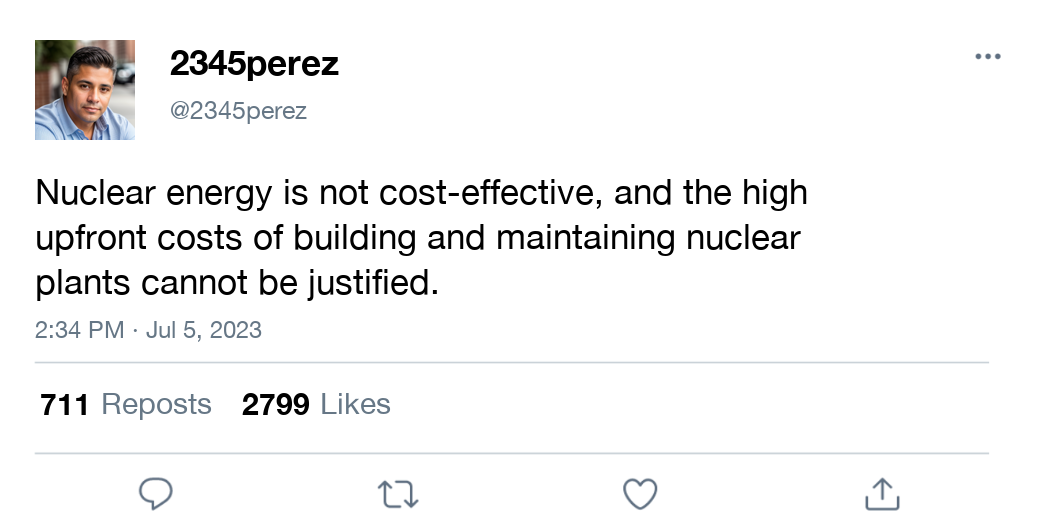 2345perez
@2345perez
Nuclear energy is not cost-effective, and the high
upfront costs of building and maintaining nuclear
plants cannot be justified.
2:34 PM · Jul 5, 2023
711 Reposts 2799 Likes